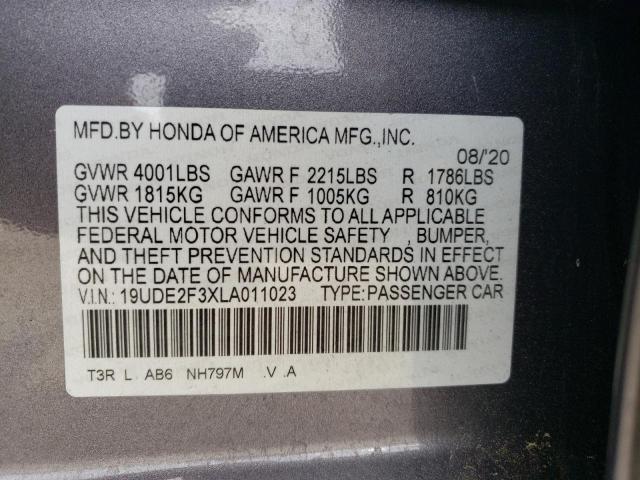 MFD.BY HONDA OF AMERICA MFG.,INC.
08/'20
GVWR 4001LBS GAWR F 2215LBS R 1786LBS
GVWR 1815KG GAWR F 1005KG R 810KG
THIS VEHICLE CONFORMS TO ALL APPLICABLE
FEDERAL MOTOR VEHICLE SAFETY , BUMPER,
AND THEFT PREVENTION STANDARDS IN EFFECT
ON THE DATE OF MANUFACTURE SHOWN ABOVE.
V.I.N.: 19UDE2F3XLA011023 TYPE:PASSENGER CAR
T3R L AB6 NH797M .V .A